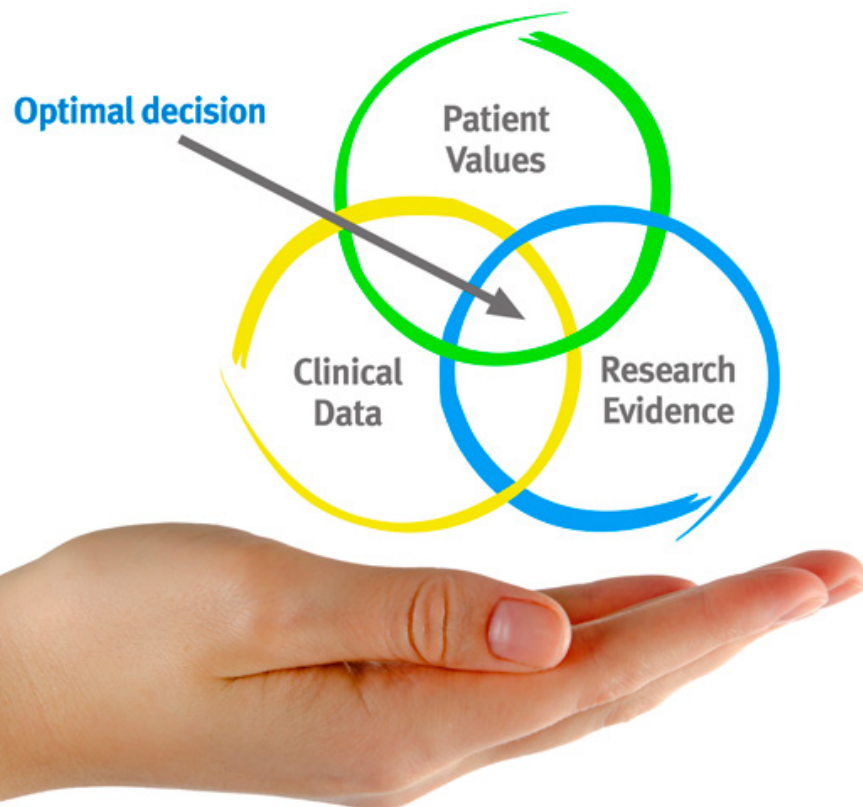 Optimal decision
Patient
Values
Clinical
Data
Research
Evidence